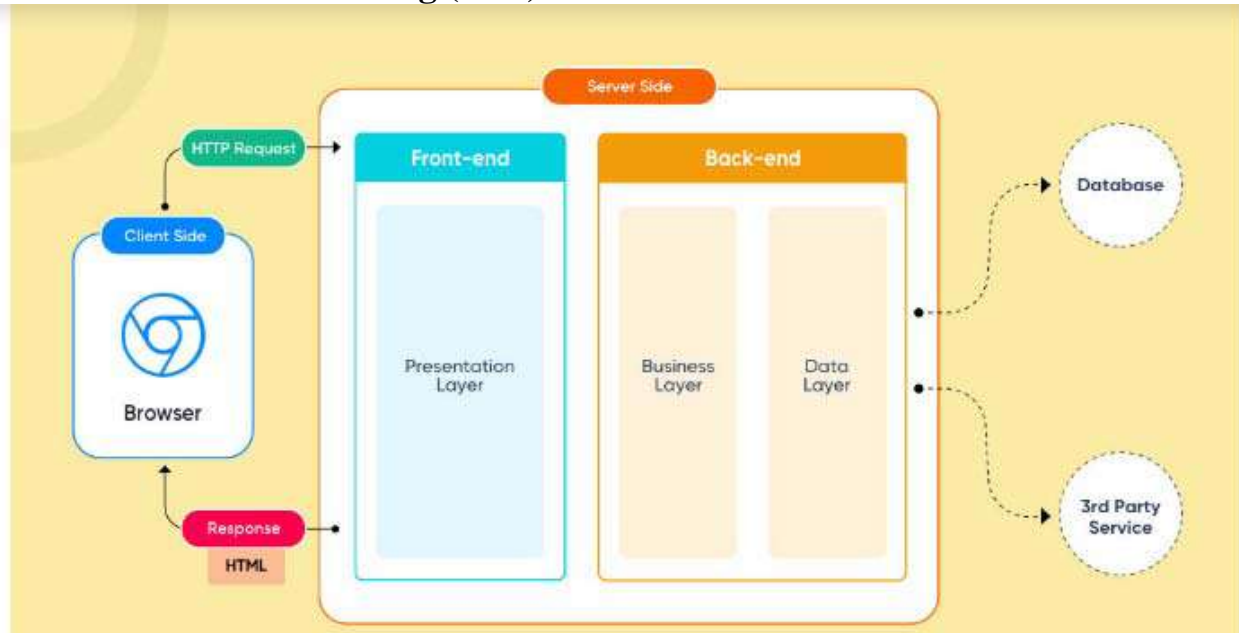 Server Side
HTTP Request
Front-end
Back-end
Database
Client Side
Presentation
Layer
Business
Layer
Data
Layer
Browser
3rd Party
Service
Response
HTML